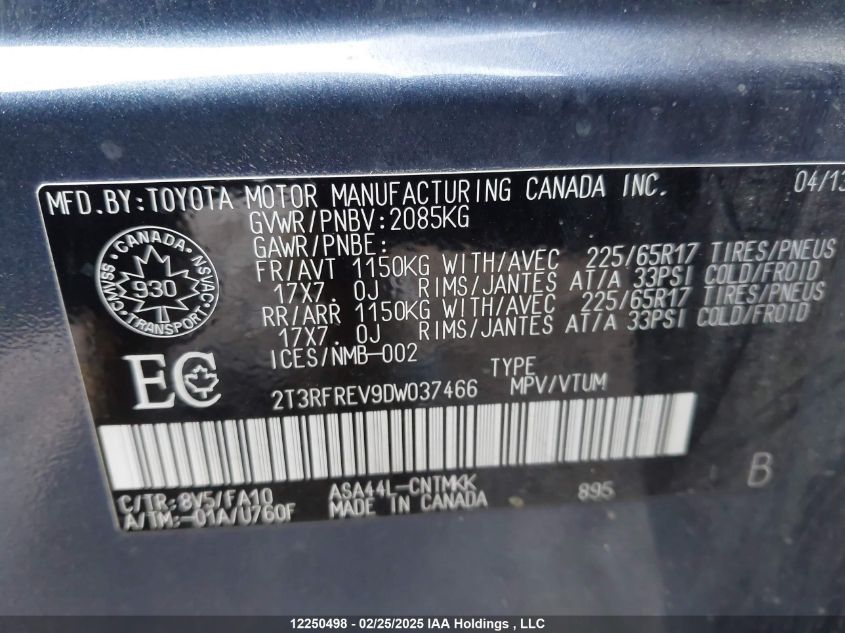 MFD.BY:TOYOTA MOTOR MANUFACTURING CANADA INC. 04/13
GVWR/PNBV:2085KG
GAWR/PNBE:
FR/AVT 1150KG WITH/AVEC 225/65R17 TIRES/PNEUS
17X7.0J RIMS/JANTES AT/A 33PSI COLD/FROID
RR/ARR 1150KG WITH/AVEC 225/65R17 TIRES/PNEUS
17X7.0J RIMS/JANTES AT/A 33PSI COLD/FROID
ICES/NMB-002
CANADA
CMVSS 930 NSVAC
TRANSPORT
EC
TYPE
2T3RFREV9DW037466 MPV/VTUM
C/TR:8V5/FA10 ASA44L-CNTMKK 895 B
A/TM:-01A/U760F MADE IN CANADA
12250498 - 02/25/2025 IAA Holdings , LLC